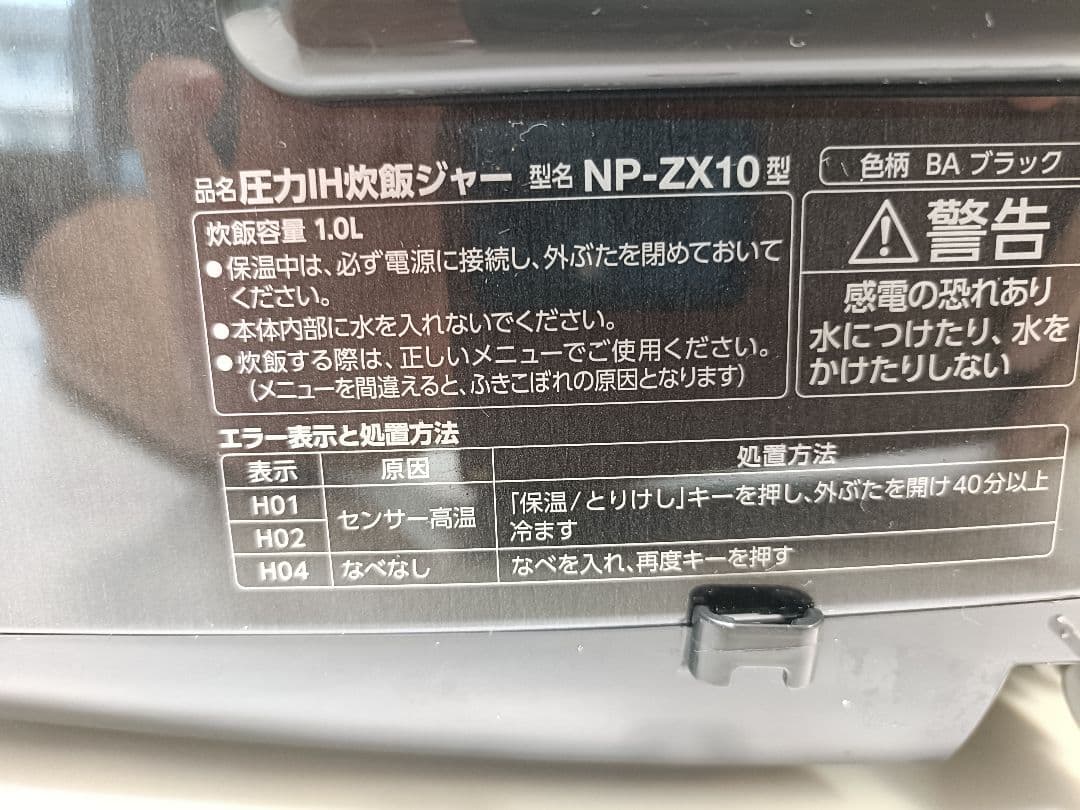 品名 圧力IH炊飯ジャー 型名 NP-ZX10型
色柄 BA ブラック
炊飯容量 1.0L
●保温中は、必ず電源に接続し、外ぶたを閉めておいて
ください。
●本体内部に水を入れないでください。
●炊飯する際は、正しいメニューでご使用ください。
(メニューを間違えると、ふきこぼれの原因となります)
警告
感電の恐れあり
水につけたり、水を
かけたりしない
エラー表示と処置方法
表示 原因 処置方法
H01
H02
センサー高温
「保温/とりけし」キーを押し、外ぶたを開け40分以上
冷ます
H04 なべなし なべを入れ、再度キーを押す